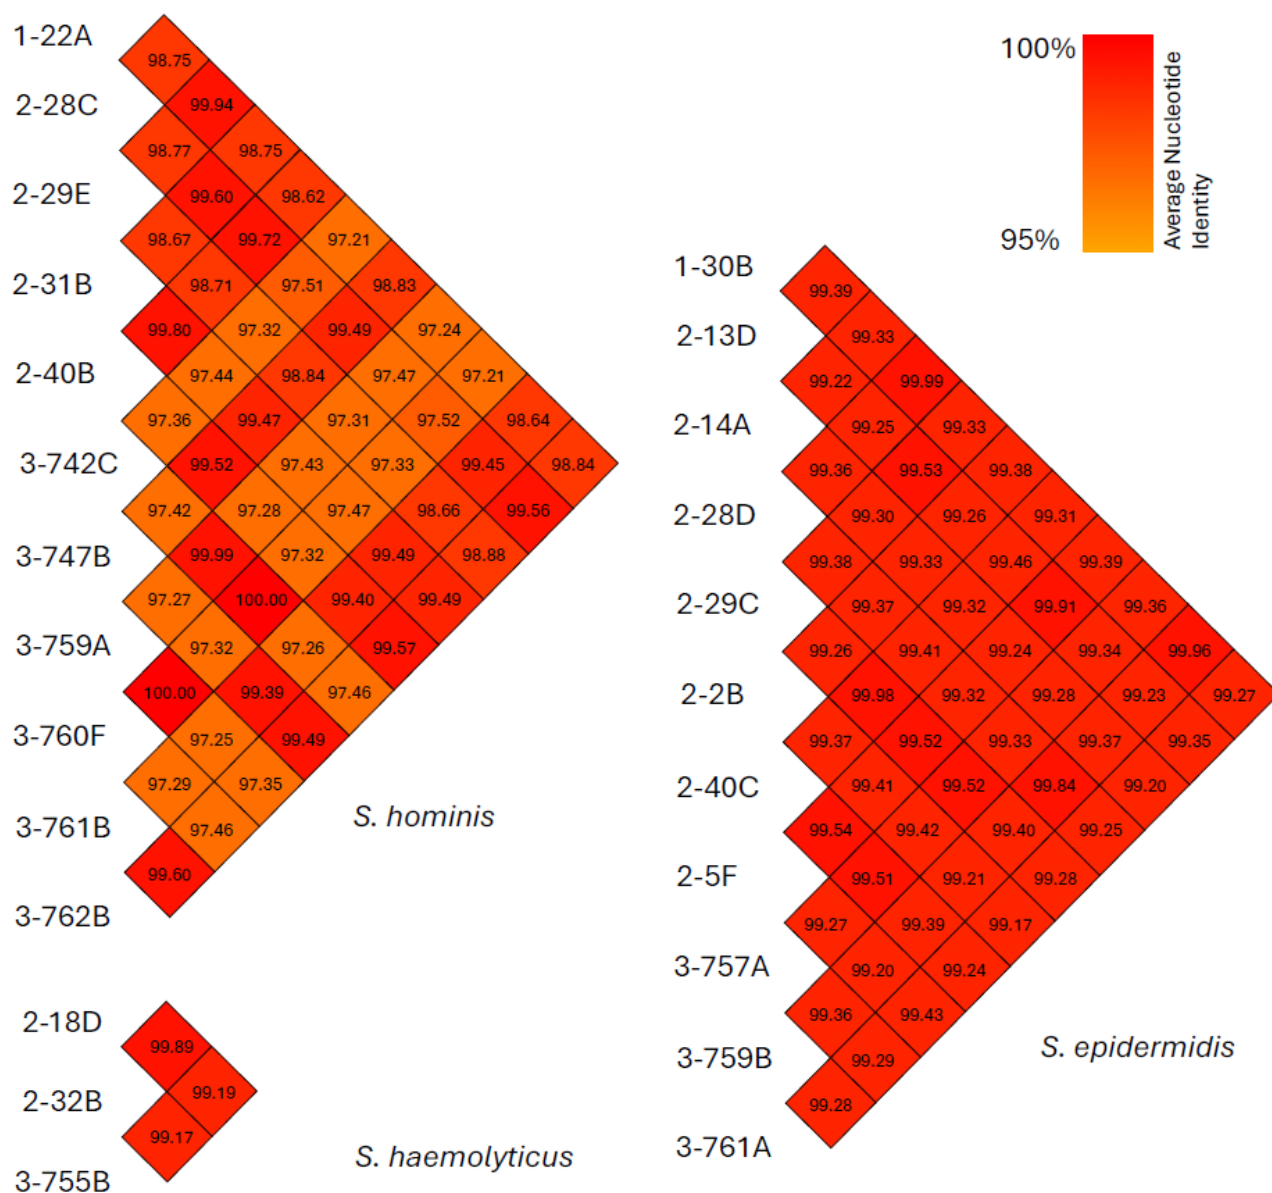 1-22A
98.75
2-28C 99.94
98.77 98.75
2-29E 99.60 98.62
98.67 99.72 97.21
2-31B 98.71 97.51 98.83
99.80 97.32 99.49 97.24
2-40B 97.44 98.84 97.47 97.21
97.36 99.47 97.31 97.52 98.64
3-742C 99.52 97.43 97.33 99.45 98.84
97.42 97.28 97.47 98.66 99.56
3-747B 99.99 97.32 99.49 98.88
97.27 100.00 99.40 99.49
3-759A 97.32 97.26 99.57
100.00 99.39 97.46
3-760F 97.25 99.49
97.29 97.35
3-761B 97.46
99.60
3-762B
S. hominis
2-18D
99.89
2-32B 99.19
99.17
3-755B
S. haemolyticus
100%
95%
Average Nucleotide
Identity
1-30B
99.39
2-13D 99.33
99.22 99.99
2-14A 99.25 99.33
99.36 99.53 99.38
2-28D 99.30 99.26 99.31
99.38 99.33 99.46 99.39
2-29C 99.37 99.32 99.91 99.36
99.26 99.41 99.24 99.34 99.96
2-2B 99.98 99.32 99.28 99.23 99.27
99.37 99.52 99.33 99.37 99.35
2-40C 99.41 99.52 99.84 99.20
99.54 99.42 99.40 99.25
2-5F 99.51 99.21 99.28
99.27 99.39 99.17
3-757A 99.20 99.24
99.36 99.43
3-759B 99.29
99.28
3-761A
S. epidermidis